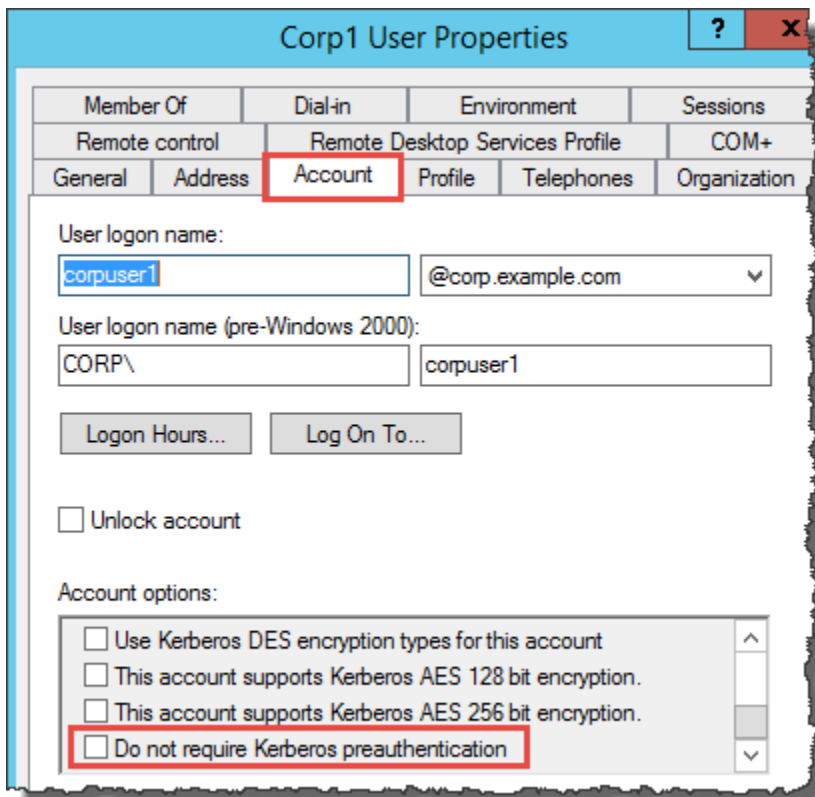 Corp1 User Properties
? x
Member Of Dial-in Environment Sessions
Remote control Remote Desktop Services Profile COM+
General Address Account Profile Telephones Organization
User logon name:
corpuser1 @corp.example.com
User logon name (pre-Windows 2000):
CORP\ corpuser1
Logon Hours... Log On To...
Unlock account
Account options:
Use Kerberos DES encryption types for this account
This account supports Kerberos AES 128 bit encryption.
This account supports Kerberos AES 256 bit encryption.
Do not require Kerberos preauthentication